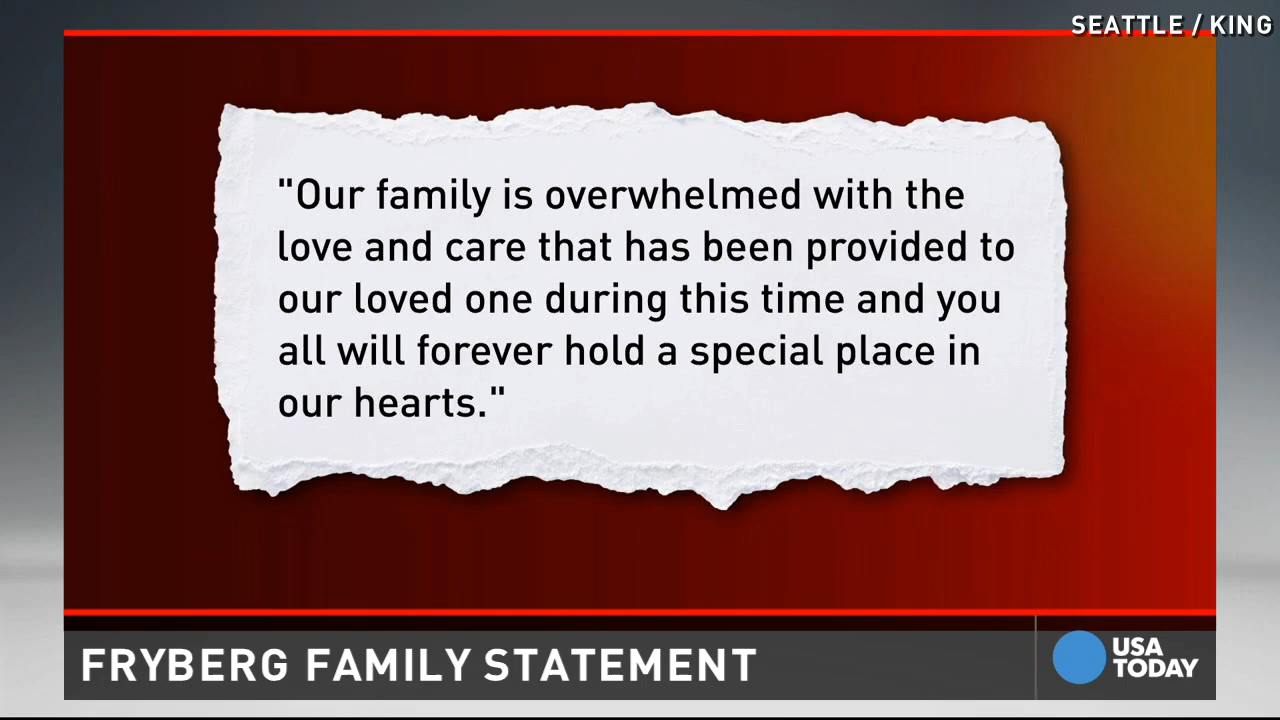 SEATTLE / KING
"Our family is overwhelmed with the
love and care that has been provided to
our loved one during this time and you
all will forever hold a special place in
our hearts."
FRYBERG FAMILY STATEMENT
USA
TODAY